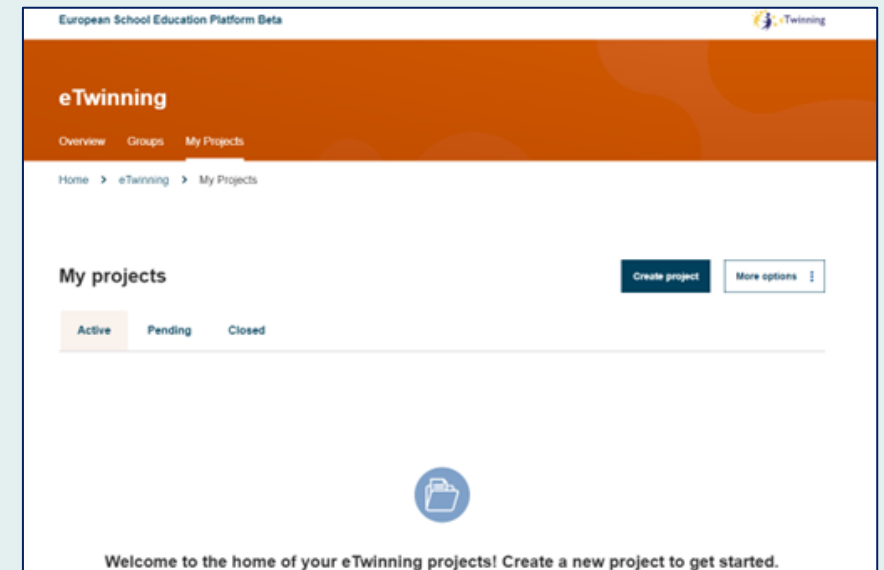 European School Education Platform Beta
eTwinning
eTwinning
Overview Groups My Projects
Home > eTwinning > My Projects
My projects
Create project
More options
Active Pending Closed
Welcome to the home of your eTwinning projects! Create a new project to get started.